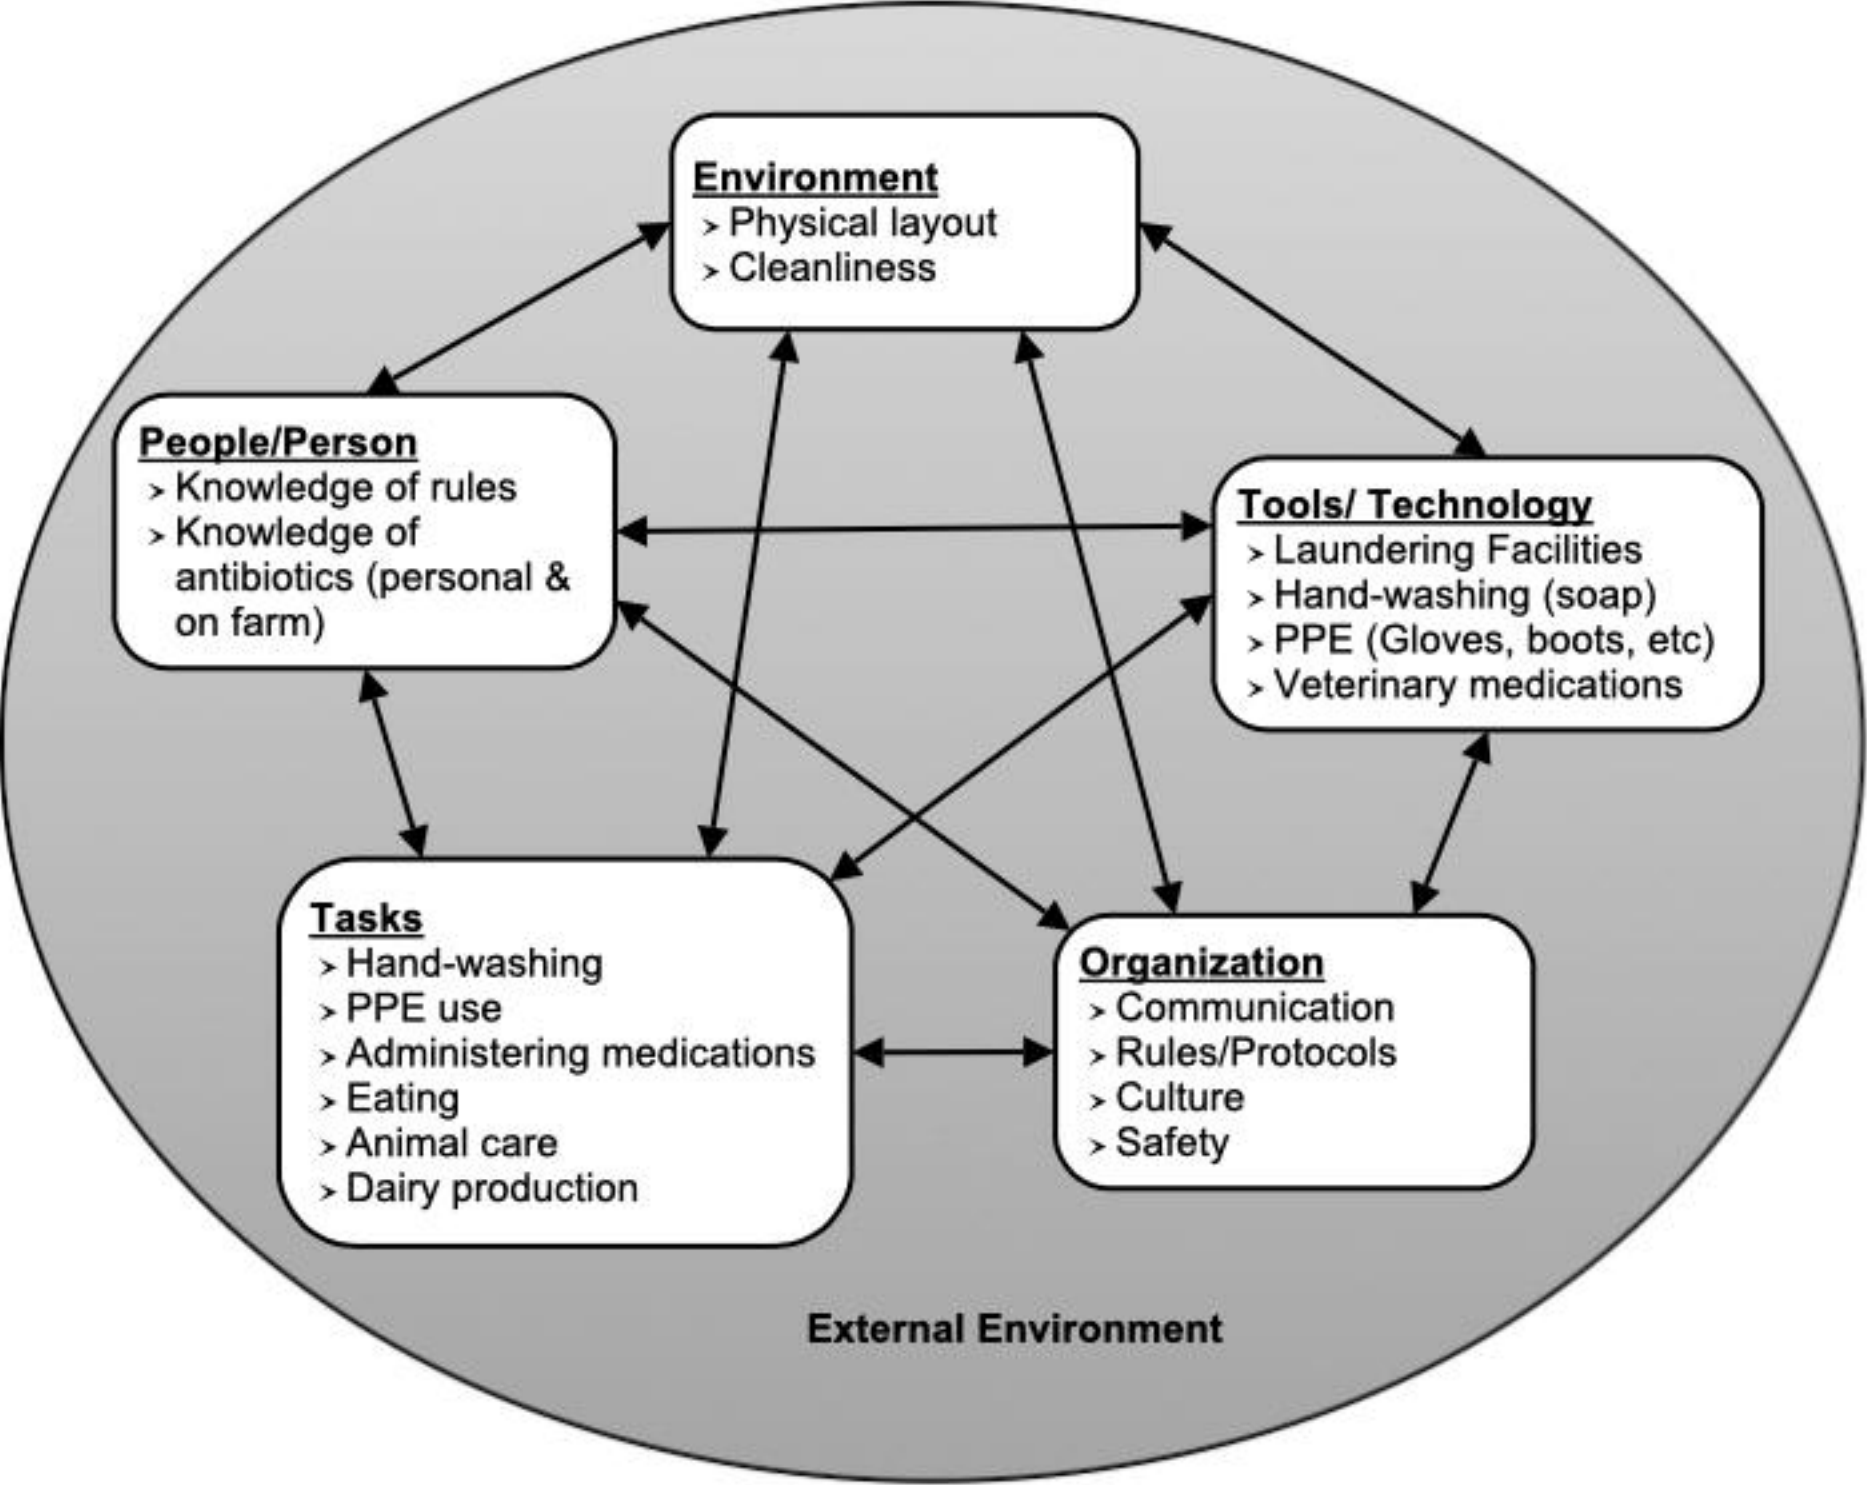 Environment
➢ Physical layout
➢ Cleanliness
People/Person
➢ Knowledge of rules
➢ Knowledge of
antibiotics (personal &
on farm)
Tools/ Technology
➢ Laundering Facilities
➢ Hand-washing (soap)
➢ PPE (Gloves, boots, etc)
➢ Veterinary medications
Tasks
➢ Hand-washing
➢ PPE use
➢ Administering medications
➢ Eating
➢ Animal care
➢ Dairy production
Organization
➢ Communication
➢ Rules/Protocols
➢ Culture
➢ Safety
External Environment